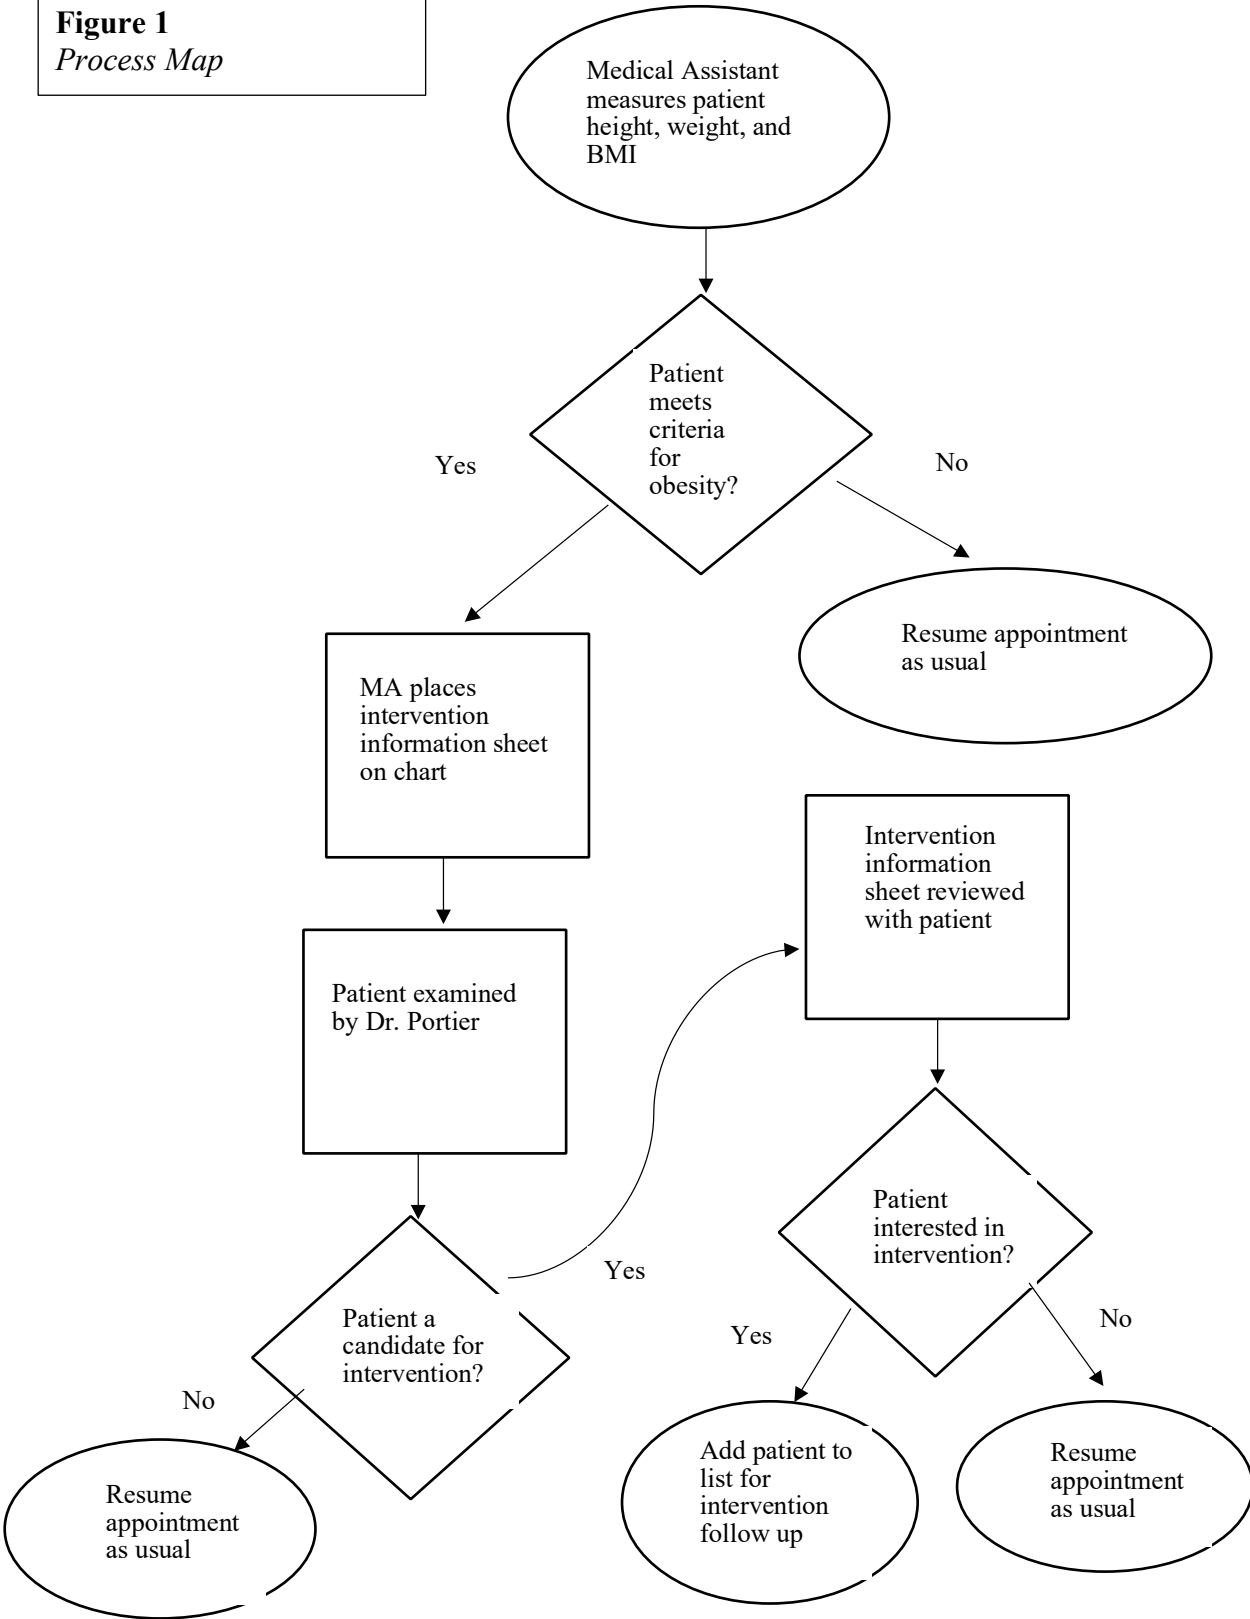 Figure 1
Process Map
Medical Assistant
measures patient
height, weight, and
BMI
Patient
meets
criteria
for
obesity?
Yes
No
Resume appointment
as usual
MA places
intervention
information sheet
on chart
Intervention
information
sheet reviewed
with patient
Patient examined
by Dr. Portier
Patient
interested in
intervention?
Yes
Patient a
candidate for
intervention?
Yes
No
No
Add patient to
list for
intervention
follow up
Resume
appointment
as usual
Resume
appointment
as usual